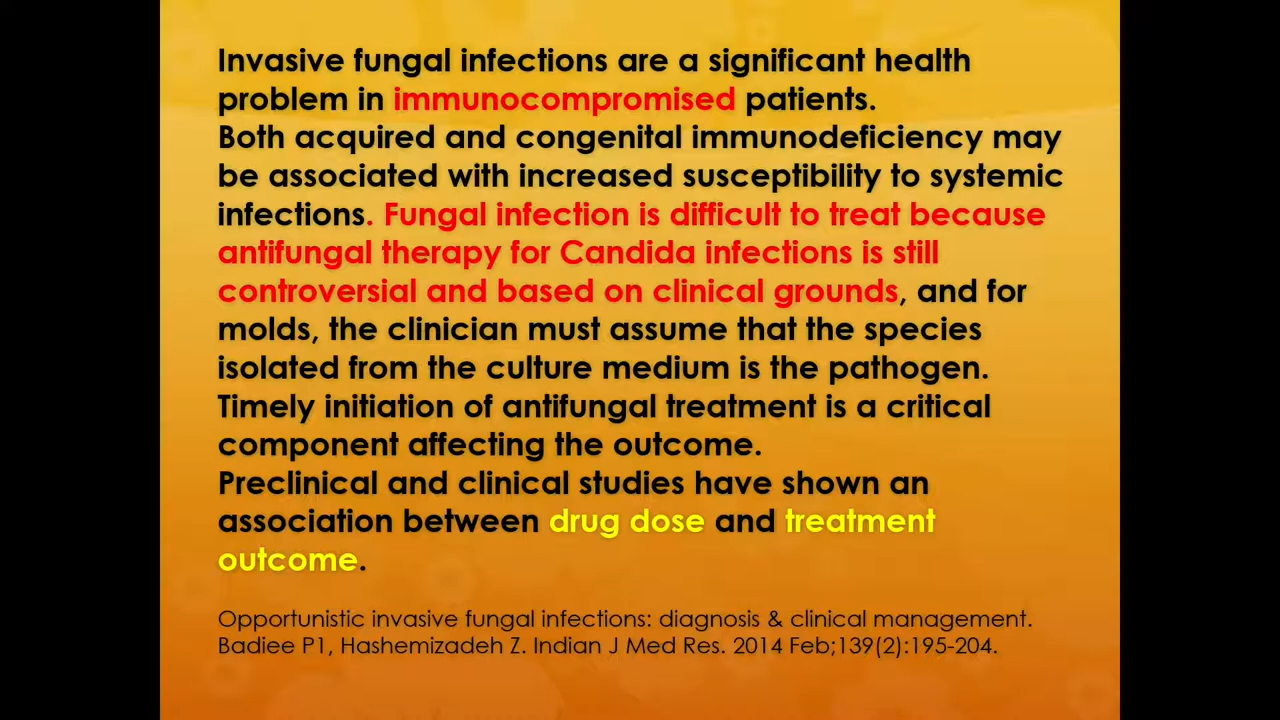 Invasive fungal infections are a significant health
problem in immunocompromised patients.
Both acquired and congenital immunodeficiency may
be associated with increased susceptibility to systemic
infections. Fungal infection is difficult to treat because
antifungal therapy for Candida infections is still
controversial and based on clinical grounds, and for
molds, the clinician must assume that the species
isolated from the culture medium is the pathogen.
Timely initiation of antifungal treatment is a critical
component affecting the outcome.
Preclinical and clinical studies have shown an
association between drug dose and treatment
outcome.
Opportunistic invasive fungal infections: diagnosis & clinical management.
Badiee P1, Hashemizadeh Z. Indian J Med Res. 2014 Feb;139(2):195-204.